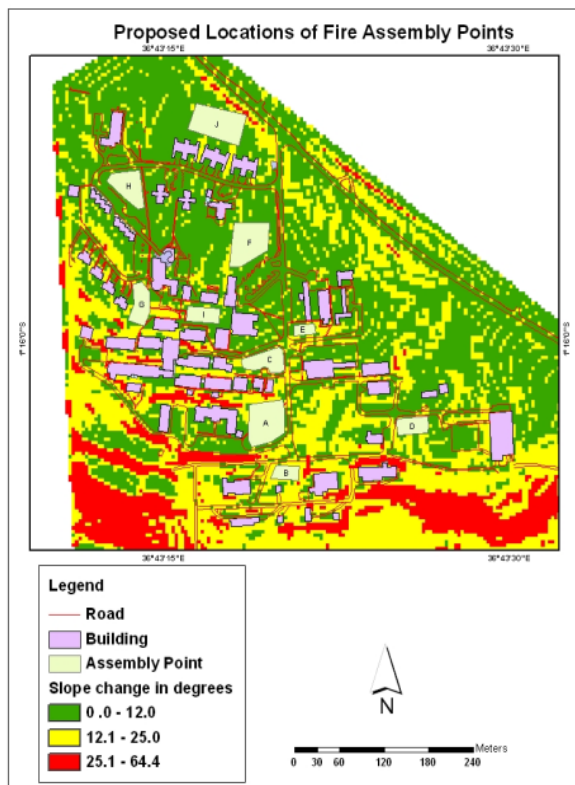 Proposed Locations of Fire Assembly Points
36°43'15"E
36°43'30"E
J
H
F
G
I
E
C
A
D
B
1°16'0"S
1°16'0"S
36°43'15"E
36°43'30"E
Legend
Road
Building
Assembly Point
Slope change in degrees
0 .0 - 12.0
12.1 - 25.0
25.1 - 64.4
N
Meters
0 30 60 120 180 240